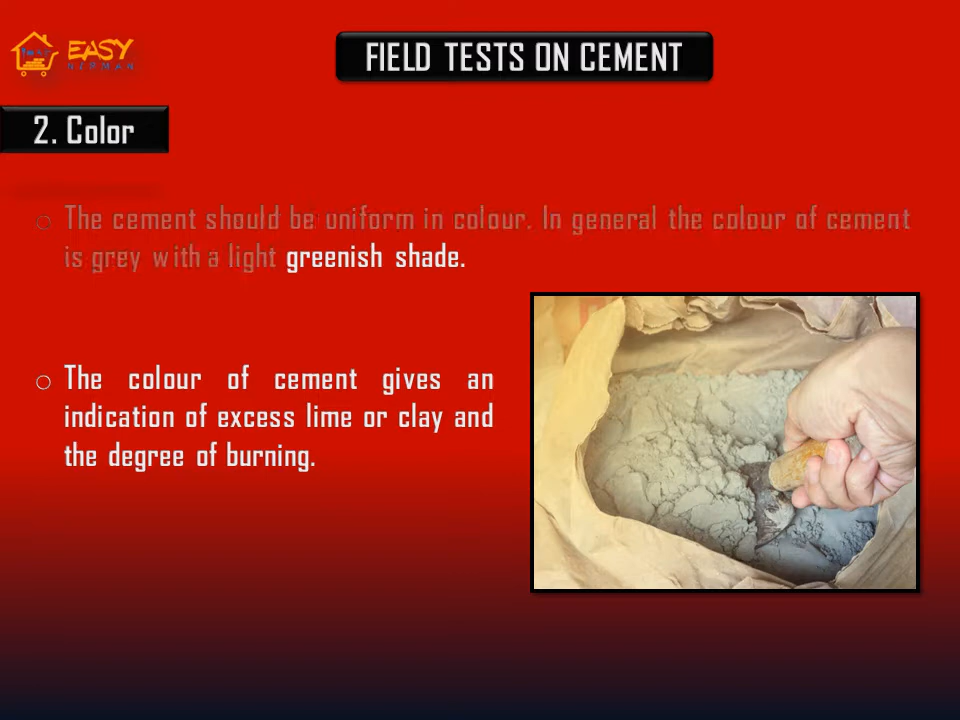 EASY
NIRMAN
FIELD TESTS ON CEMENT
2. Color
The cement should be uniform in colour. In general the colour of cement
is grey with a light greenish shade.
The colour of cement gives an
indication of excess lime or clay and
the degree of burning.